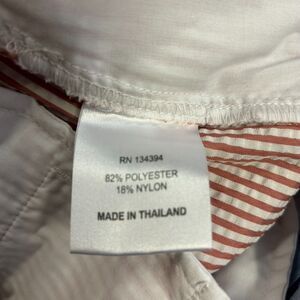 RN 134394
82% POLYESTER
18% NYLON
MADE IN THAILAND